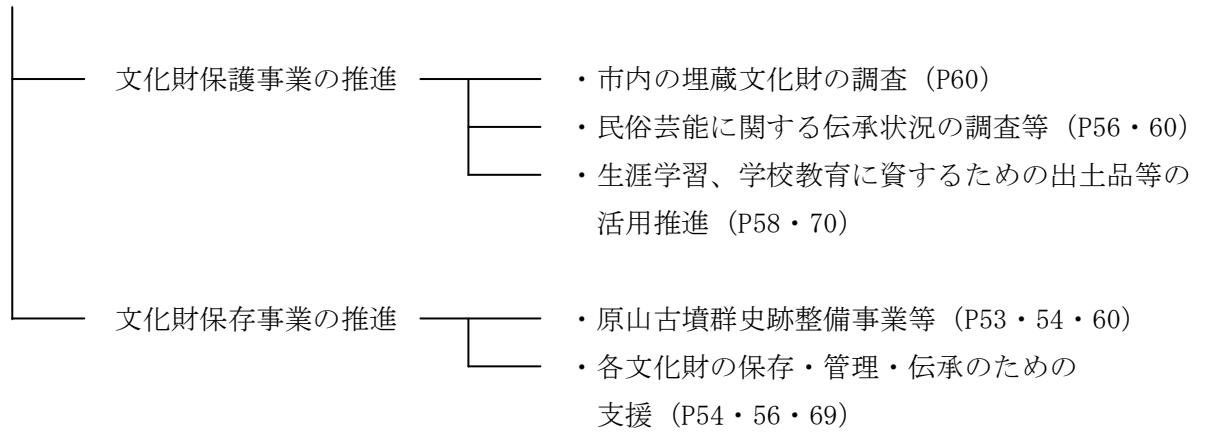 文化財保護事業の推進
・市内の埋蔵文化財の調査（P60）
・民俗芸能に関する伝承状況の調査等（P56・60）
・生涯学習、学校教育に資するための出土品等の
活用推進（P58・70）
文化財保存事業の推進
・原山古墳群史跡整備事業等（P53・54・60）
・各文化財の保存・管理・伝承のための
支援（P54・56・69）